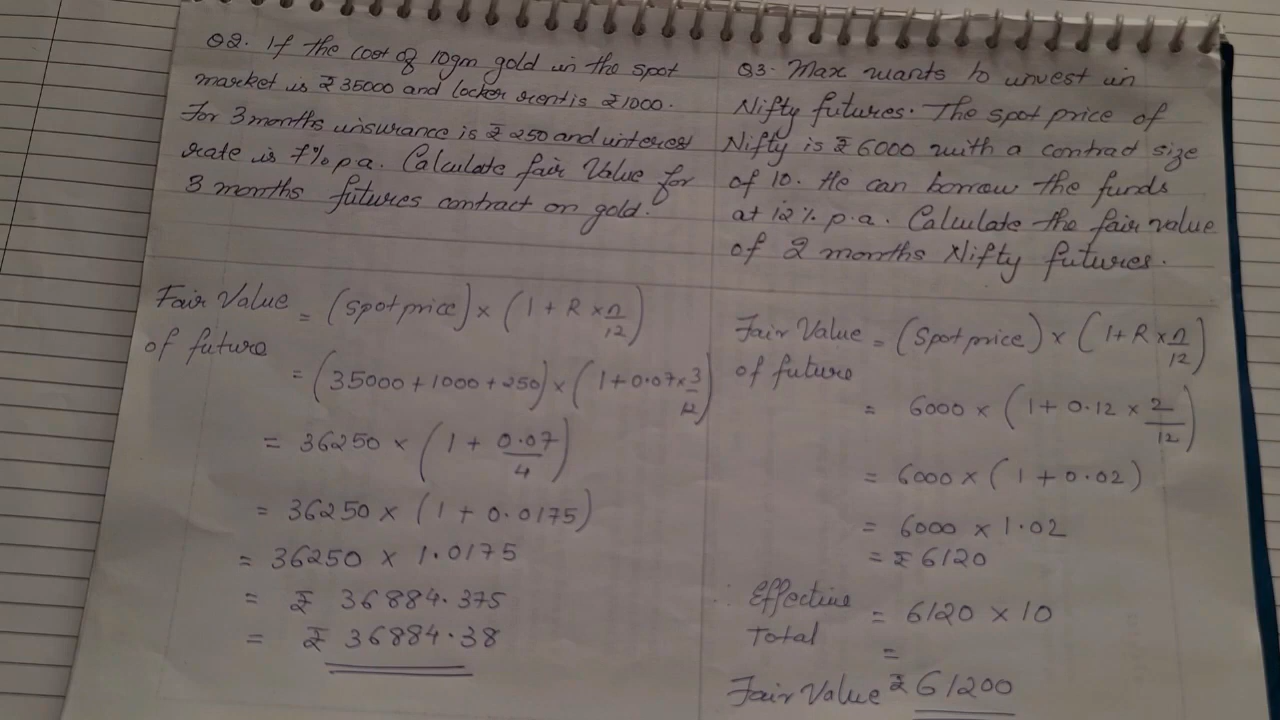 Q2. If the cost of 10gm gold in the spot
market is ₹35000 and locker rent is ₹1000.
For 3 months insurance is ₹250 and interest
rate is 7% p.a. Calculate fair Value for
3 months futures contract on gold.
Fair Value of future = (Spot price) × (1 + R × n/12)
= (35000 + 1000 + 250) × (1 + 0.07 × 3/12)
= 36250 × (1 + 0.07/4)
= 36250 × (1 + 0.0175)
= 36250 × 1.0175
= ₹ 36884.375
= ₹ 36884.38
Q3. Max wants to invest in
Nifty futures. The spot price of
Nifty is ₹6000 with a contract size
of 10. He can borrow the funds
at 12% p.a. Calculate the fair value
of 2 months Nifty futures.
Fair Value of future = (Spot price) × (1 + R × n/12)
= 6000 × (1 + 0.12 × 2/12)
= 6000 × (1 + 0.02)
= 6000 × 1.02
= ₹6120
∴ Effective Total = 6120 × 10
=
Fair Value ₹61200